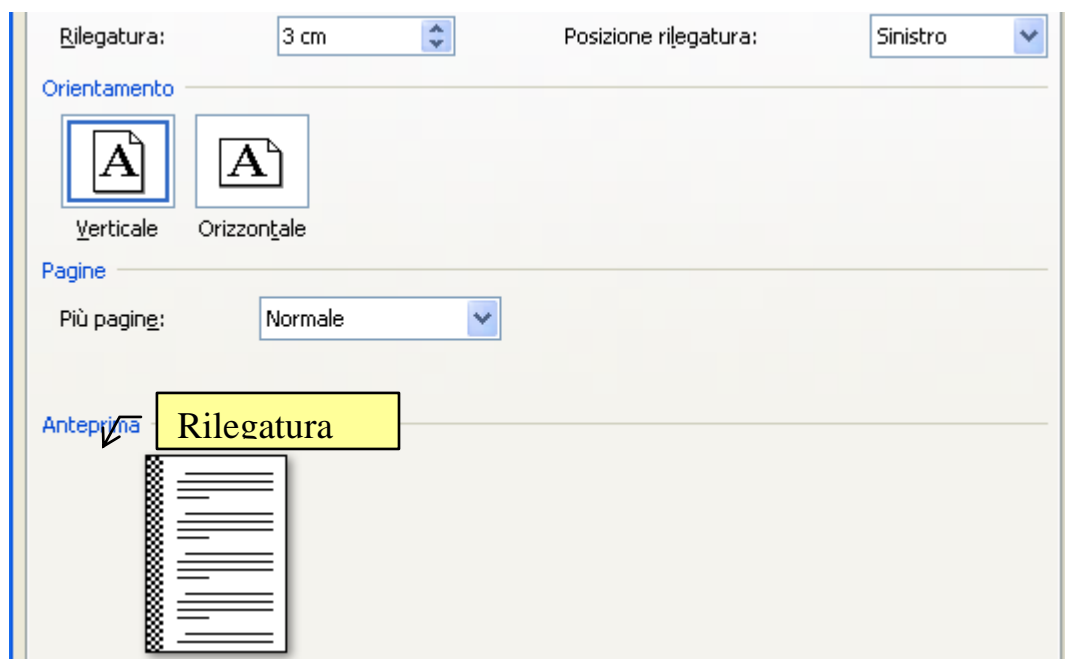 Rilegatura: 3 cm Posizione rilegatura: Sinistro
Orientamento
A A
Verticale Orizzontale
Pagine
Più pagine: Normale
Anteprima Rilegatura